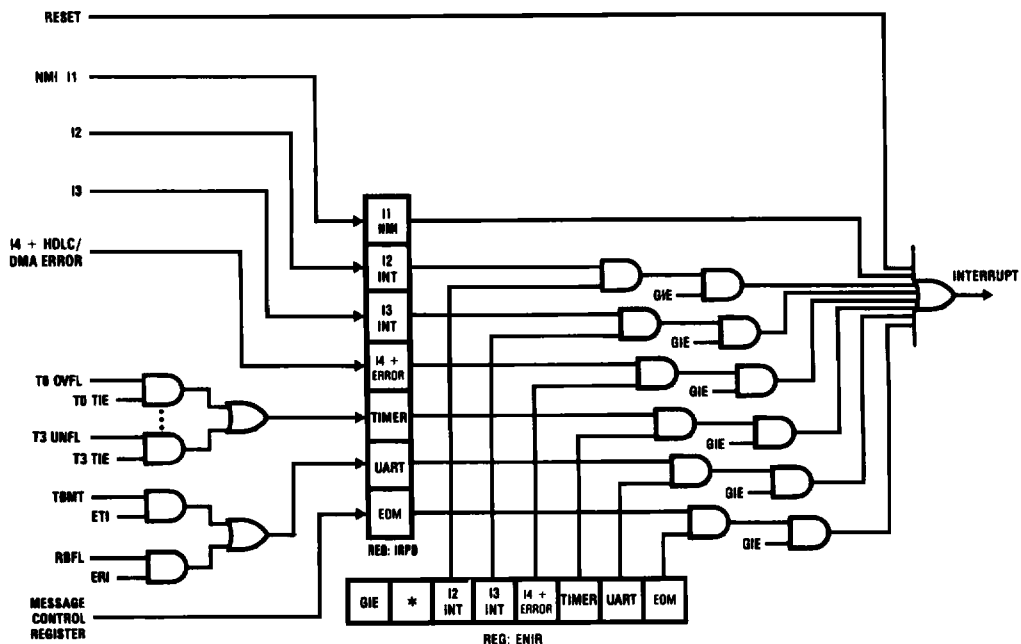 RESET
NMI I1
I2
I3
I4 + HDLC/
DMA ERROR
I1
NMI
I2
INT
I3
INT
I4 +
ERROR
TIMER
UART
EOM
REG: IRPD
T0 OVFL
T0 TIE
T3 UNFL
T3 TIE
TBMT
ETI
RBFL
ERI
MESSAGE
CONTROL
REGISTER
GIE
GIE
GIE
GIE
GIE
GIE
INTERRUPT
GIE
*
I2
INT
I3
INT
I4 +
ERROR
TIMER
UART
EOM
REG: ENIR